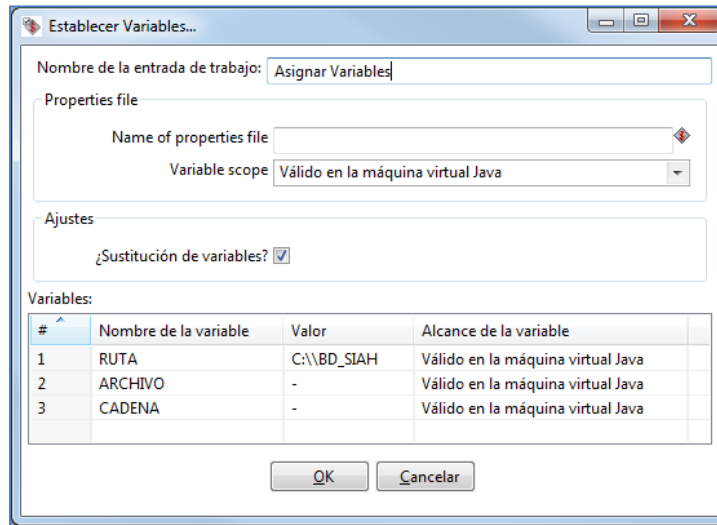 Establecer Variables...
Nombre de la entrada de trabajo: Asignar Variables
Properties file
Name of properties file
Variable scope Válido en la máquina virtual Java
Ajustes
¿Sustitución de variables?
Variables:
# Nombre de la variable Valor Alcance de la variable
1 RUTA C:\\BD_SIAH Válido en la máquina virtual Java
2 ARCHIVO - Válido en la máquina virtual Java
3 CADENA - Válido en la máquina virtual Java
OK Cancelar